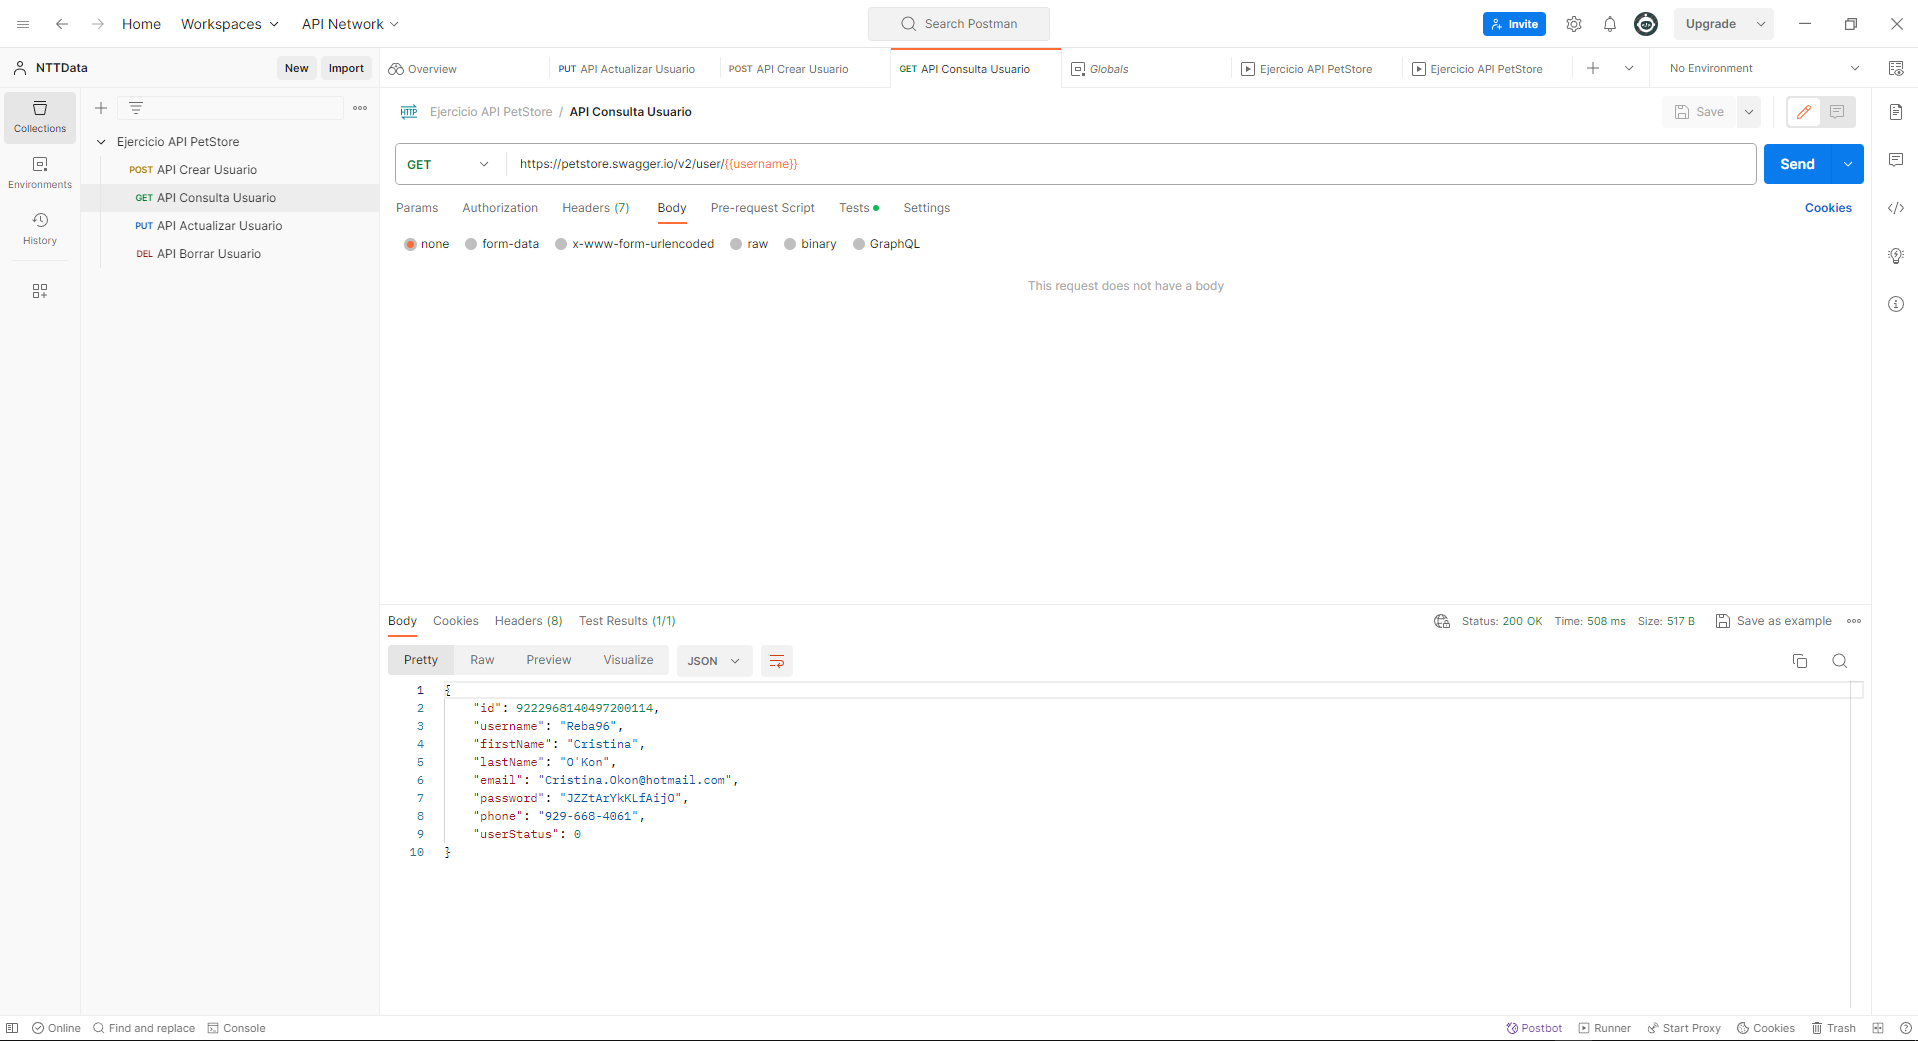 Home Workspaces API Network Search Postman Invite Upgrade
NTTData New Import Overview PUT API Actualizar Usuario POST API Crear Usuario GET API Consulta Usuario Globals Ejercicio API PetStore Ejercicio API PetStore No Environment
Collections
Environments
History
Ejercicio API PetStore
POST API Crear Usuario
GET API Consulta Usuario
PUT API Actualizar Usuario
DEL API Borrar Usuario
HTTP Ejercicio API PetStore / API Consulta Usuario Save
GET https://petstore.swagger.io/v2/user/{{username}} Send
Params Authorization Headers (7) Body Pre-request Script Tests Settings Cookies
none form-data x-www-form-urlencoded raw binary GraphQL
This request does not have a body
Body Cookies Headers (8) Test Results (1/1) Status: 200 OK Time: 508 ms Size: 517 B Save as example
Pretty Raw Preview Visualize JSON
1 {
2 "id": 9222968140497200114,
3 "username": "Reba96",
4 "firstName": "Cristina",
5 "lastName": "O'Kon",
6 "email": "Cristina.Okon@hotmail.com",
7 "password": "JZZtArYkKLfAijO",
8 "phone": "929-668-4061",
9 "userStatus": 0
10 }
Online Find and replace Console Postbot Runner Start Proxy Cookies Trash